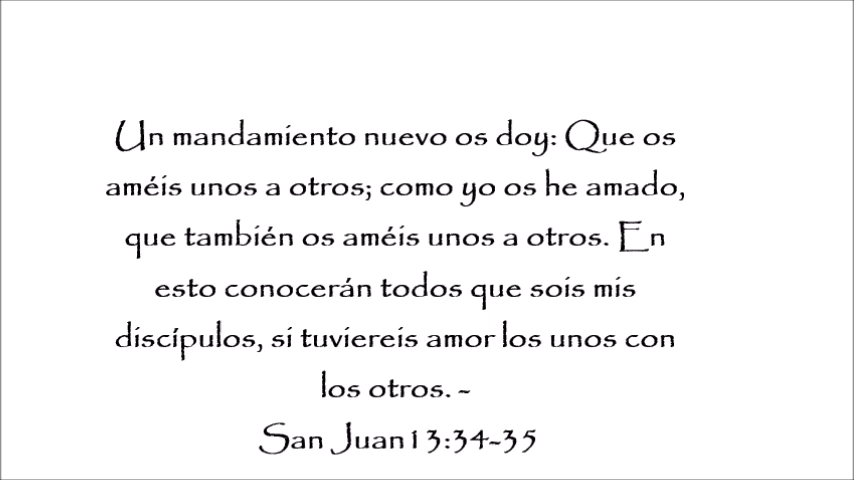 Un mandamiento nuevo os doy: Que os
améis unos a otros; como yo os he amado,
que también os améis unos a otros. En
esto conocerán todos que sois mis
discípulos, si tuviereis amor los unos con
los otros. -
San Juan 13:34-35